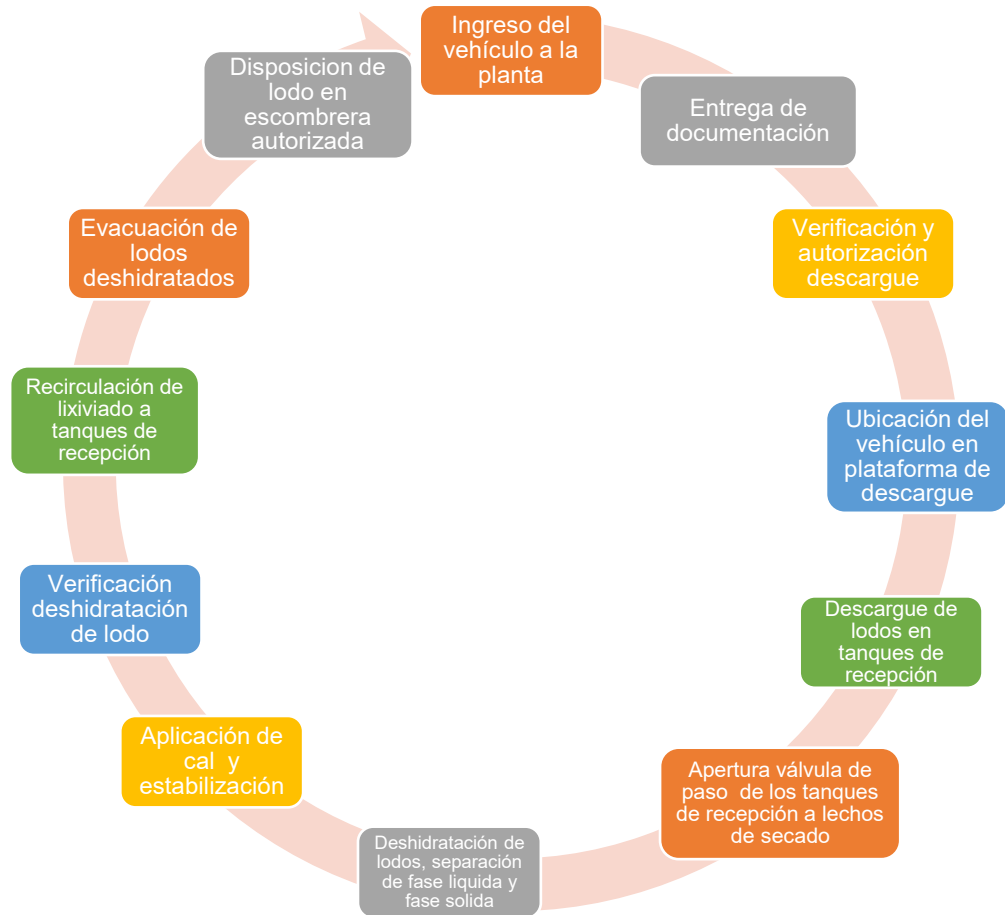 Ingreso del
vehículo a la
planta
Entrega de
documentación
Verificación y
autorización
descargue
Ubicación del
vehículo en
plataforma de
descargue
Descargue de
lodos en
tanques de
recepción
Apertura válvula de
paso de los tanques
de recepción a lechos
de secado
Deshidratación de
lodos, separación
de fase liquida y
fase solida
Aplicación de
cal y
estabilización
Verificación
deshidratación
de lodo
Recirculación de
lixiviado a
tanques de
recepción
Evacuación de
lodos
deshidratados
Disposicion de
lodo en
escombrera
autorizada